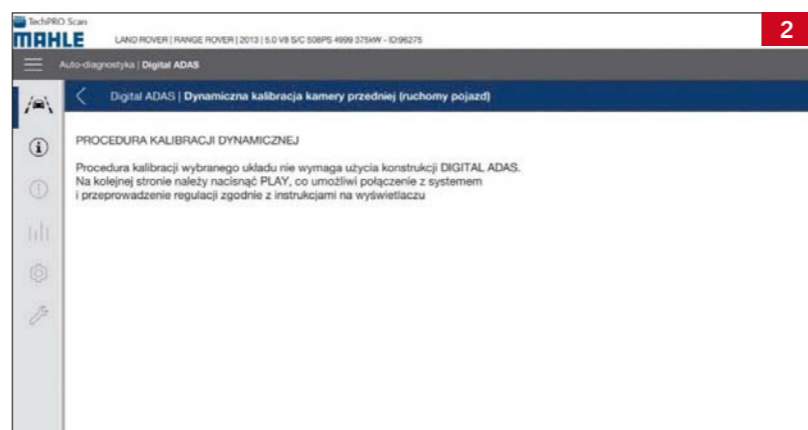 TechPRO Scan
MAHLE
LAND ROVER | RANGE ROVER | 2013 | 5.0 V8 S/C 508PS 4999 375kW - ID:96275
2
Auto-diagnostyka | Digital ADAS
Digital ADAS | Dynamiczna kalibracja kamery przedniej (ruchomy pojazd)
PROCEDURA KALIBRACJI DYNAMICZNEJ
Procedura kalibracji wybranego układu nie wymaga użycia konstrukcji DIGITAL ADAS.
Na kolejnej stronie należy nacisnąć PLAY, co umożliwi połączenie z systemem
i przeprowadzenie regulacji zgodnie z instrukcjami na wyświetlaczu